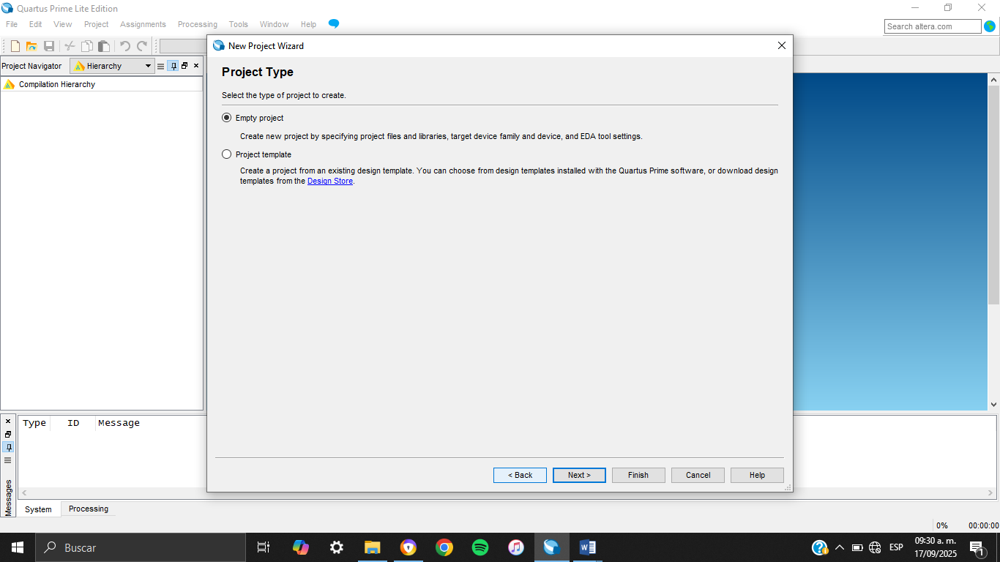 Quartus Prime Lite Edition
File Edit View Project Assignments Processing Tools Window Help
Search altera.com
Project Navigator
Hierarchy
Compilation Hierarchy
New Project Wizard
Project Type
Select the type of project to create.
Empty project
Create new project by specifying project files and libraries, target device family and device, and EDA tool settings.
Project template
Create a project from an existing design template. You can choose from design templates installed with the Quartus Prime software, or download design
templates from the Design Store.
< Back Next > Finish Cancel Help
Type ID Message
Messages
System Processing
0% 00:00:00
Buscar
ESP
09:30 a. m.
17/09/2025
1